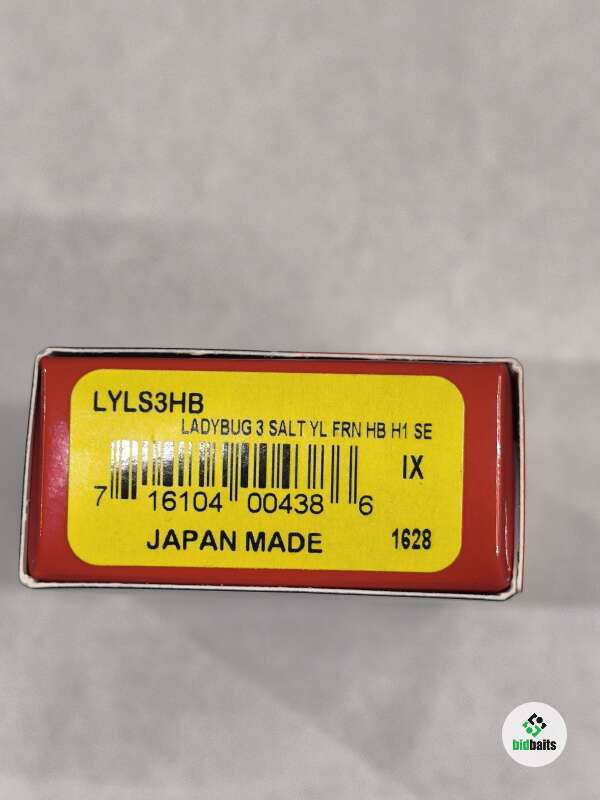 LYLS3HB
LADYBUG 3 SALT YL FRN HB H1 SE
IX
7 16104 00438 6
JAPAN MADE 1628
bidbaits